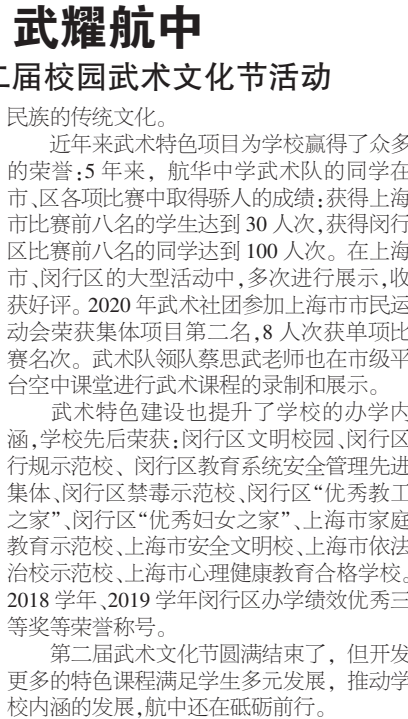 武耀航中
二届校园武术文化节活动
民族的传统文化。
近年来武术特色项目为学校赢得了众多
的荣誉:5 年来，航华中学武术队的同学在
市、区各项比赛中取得骄人的成绩:获得上海
市比赛前八名的学生达到 30 人次,获得闵行
区比赛前八名的同学达到 100 人次。在上海
市、闵行区的大型活动中,多次进行展示,收
获好评。2020 年武术社团参加上海市市民运
动会荣获集体项目第二名,8 人次获单项比
赛名次。武术队领队蔡思武老师也在市级平
台空中课堂进行武术课程的录制和展示。
武术特色建设也提升了学校的办学内
涵,学校先后荣获:闵行区文明校园、闵行区
行规示范校、闵行区教育系统安全管理先进
集体、闵行区禁毒示范校、闵行区“优秀教工
之家”、闵行区“优秀妇女之家”、上海市家庭
教育示范校、上海市安全文明校、上海市依法
治校示范校、上海市心理健康教育合格学校。
2018 学年、2019 学年闵行区办学绩效优秀三
等奖等荣誉称号。
第二届武术文化节圆满结束了，但开发
更多的特色课程满足学生多元发展，推动学
校内涵的发展,航中还在砥砺前行。